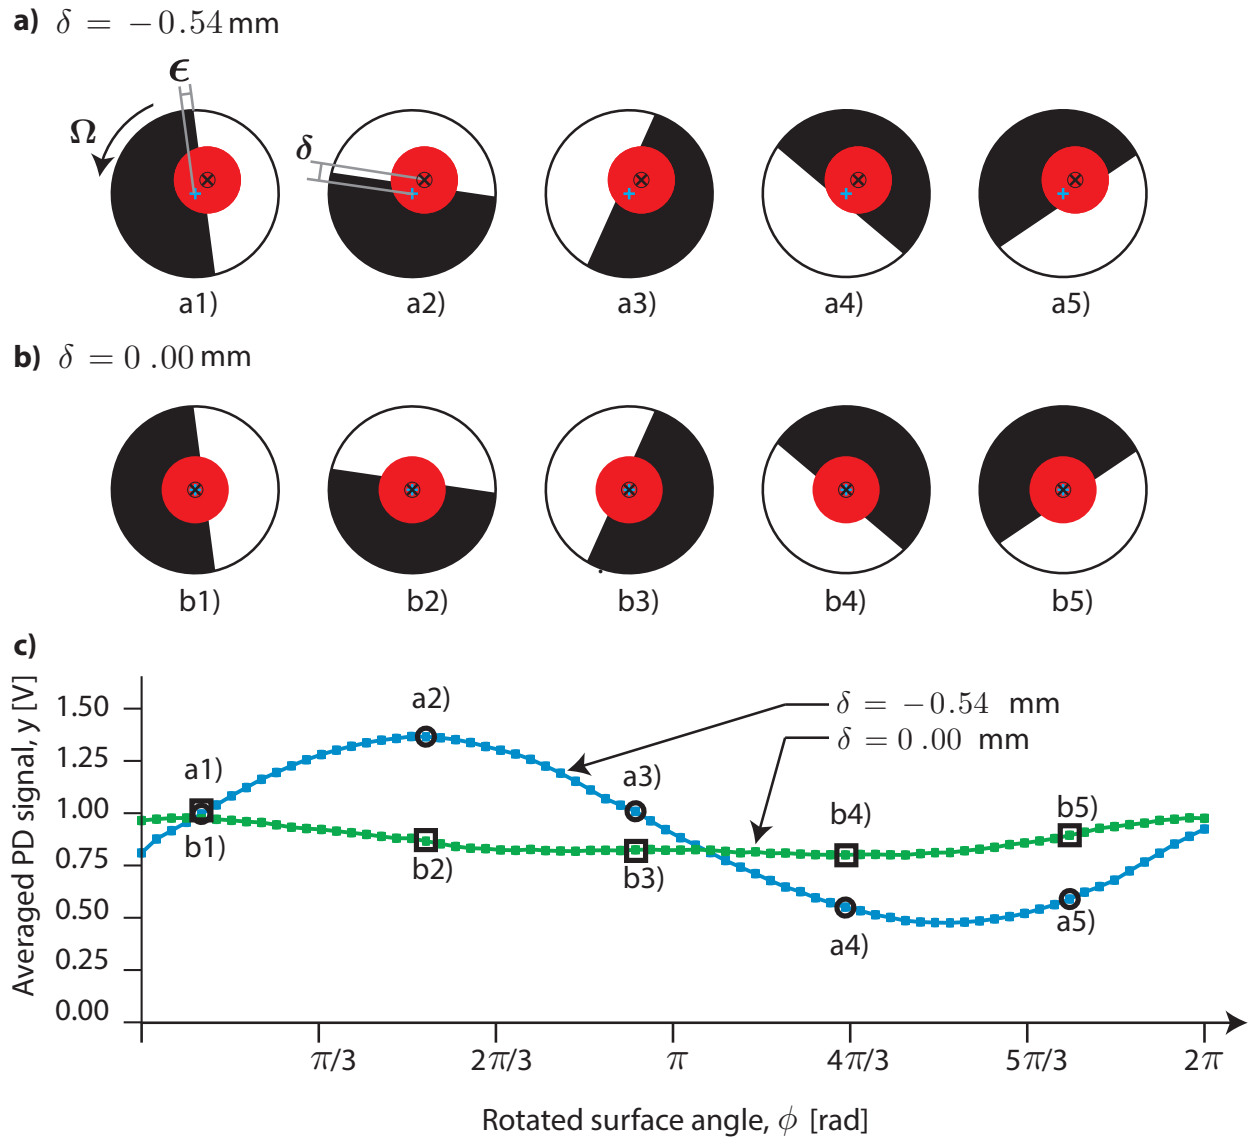 a) δ = −0.54 mm
ϵ
Ω
δ
a1) a2) a3) a4) a5)
b) δ = 0 .00 mm
b1) b2) b3) b4) b5)
c)
Averaged PD signal, y [V]
1.50
1.25
1.00
0.75
0.50
0.25
0.00
a1)
b1)
a2)
b2)
a3)
b3)
b4)
a4)
b5)
a5)
δ = −0.54 mm
δ = 0 .00 mm
π/3 2π/3 π 4π/3 5π/3 2π
Rotated surface angle, ϕ [rad]